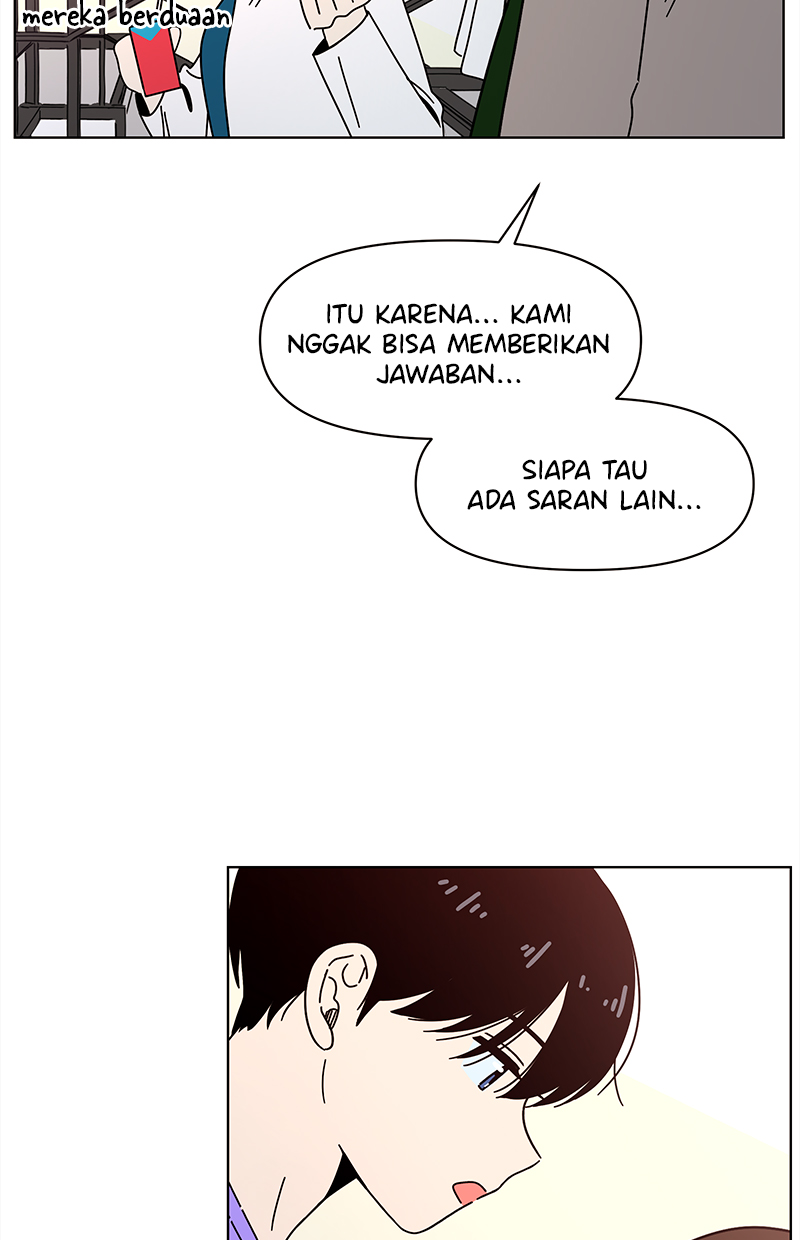 mereka berduaan
ITU KARENA... KAMI
NGGAK BISA MEMBERIKAN
JAWABAN...
SIAPA TAU
ADA SARAN LAIN...